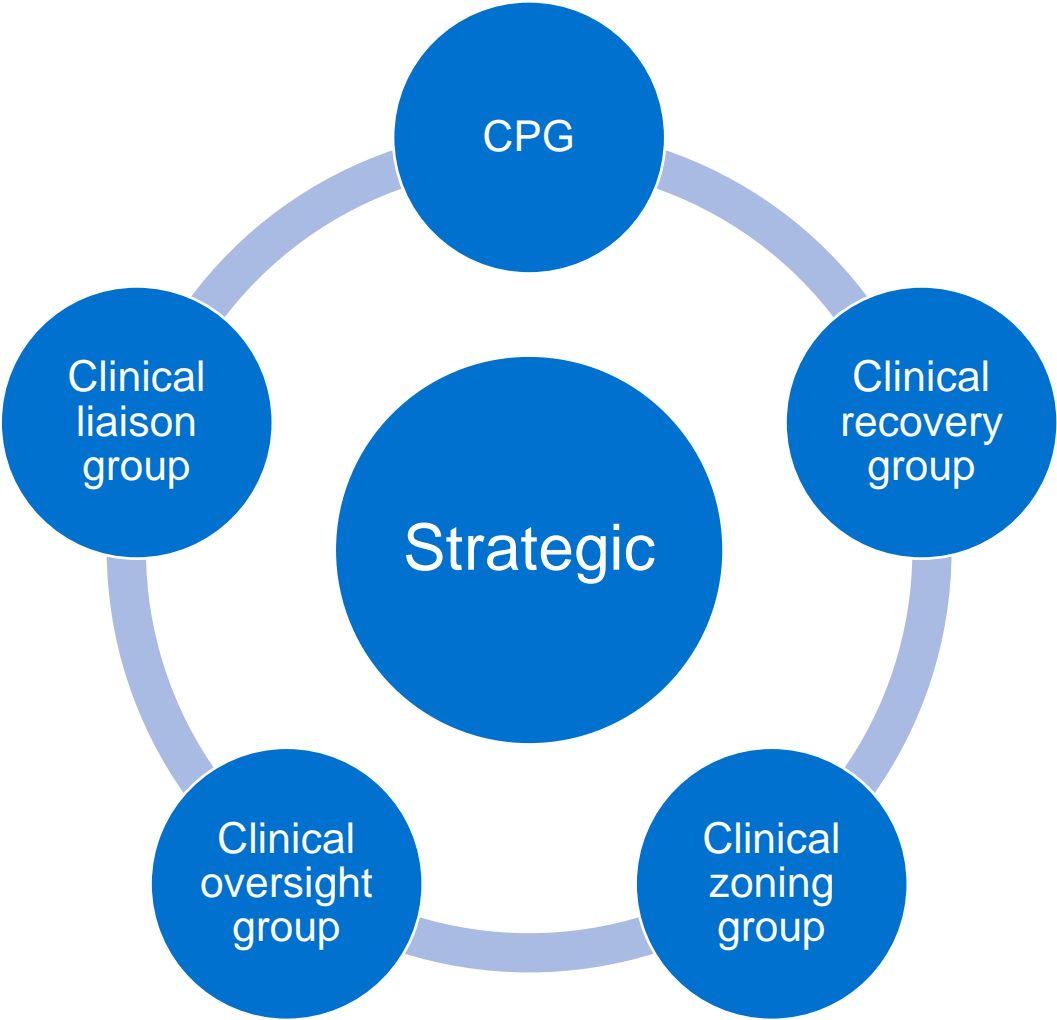 CPG
Clinical
liaison
group
Clinical
recovery
group
Strategic
Clinical
oversight
group
Clinical
zoning
group